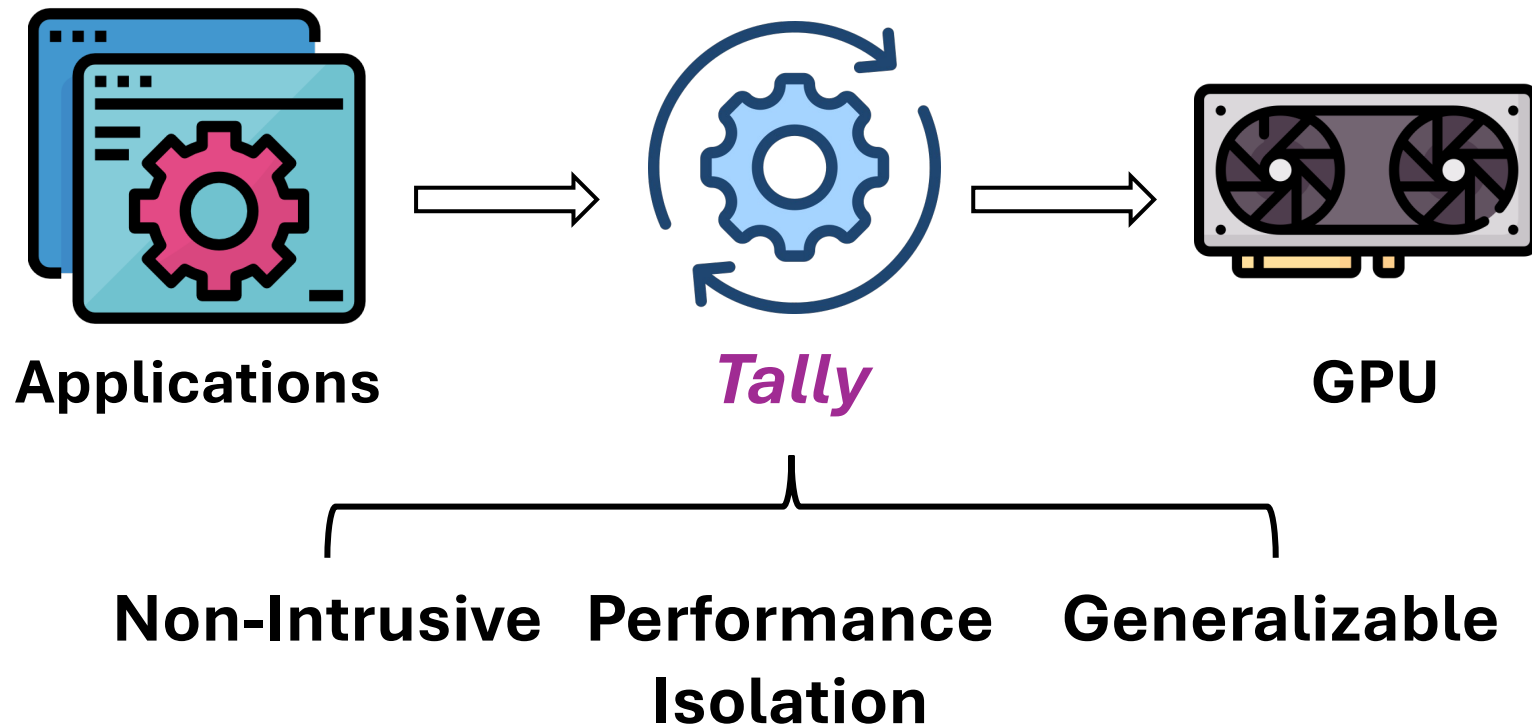 Applications
Tally
GPU
Non-Intrusive
Performance
Isolation
Generalizable